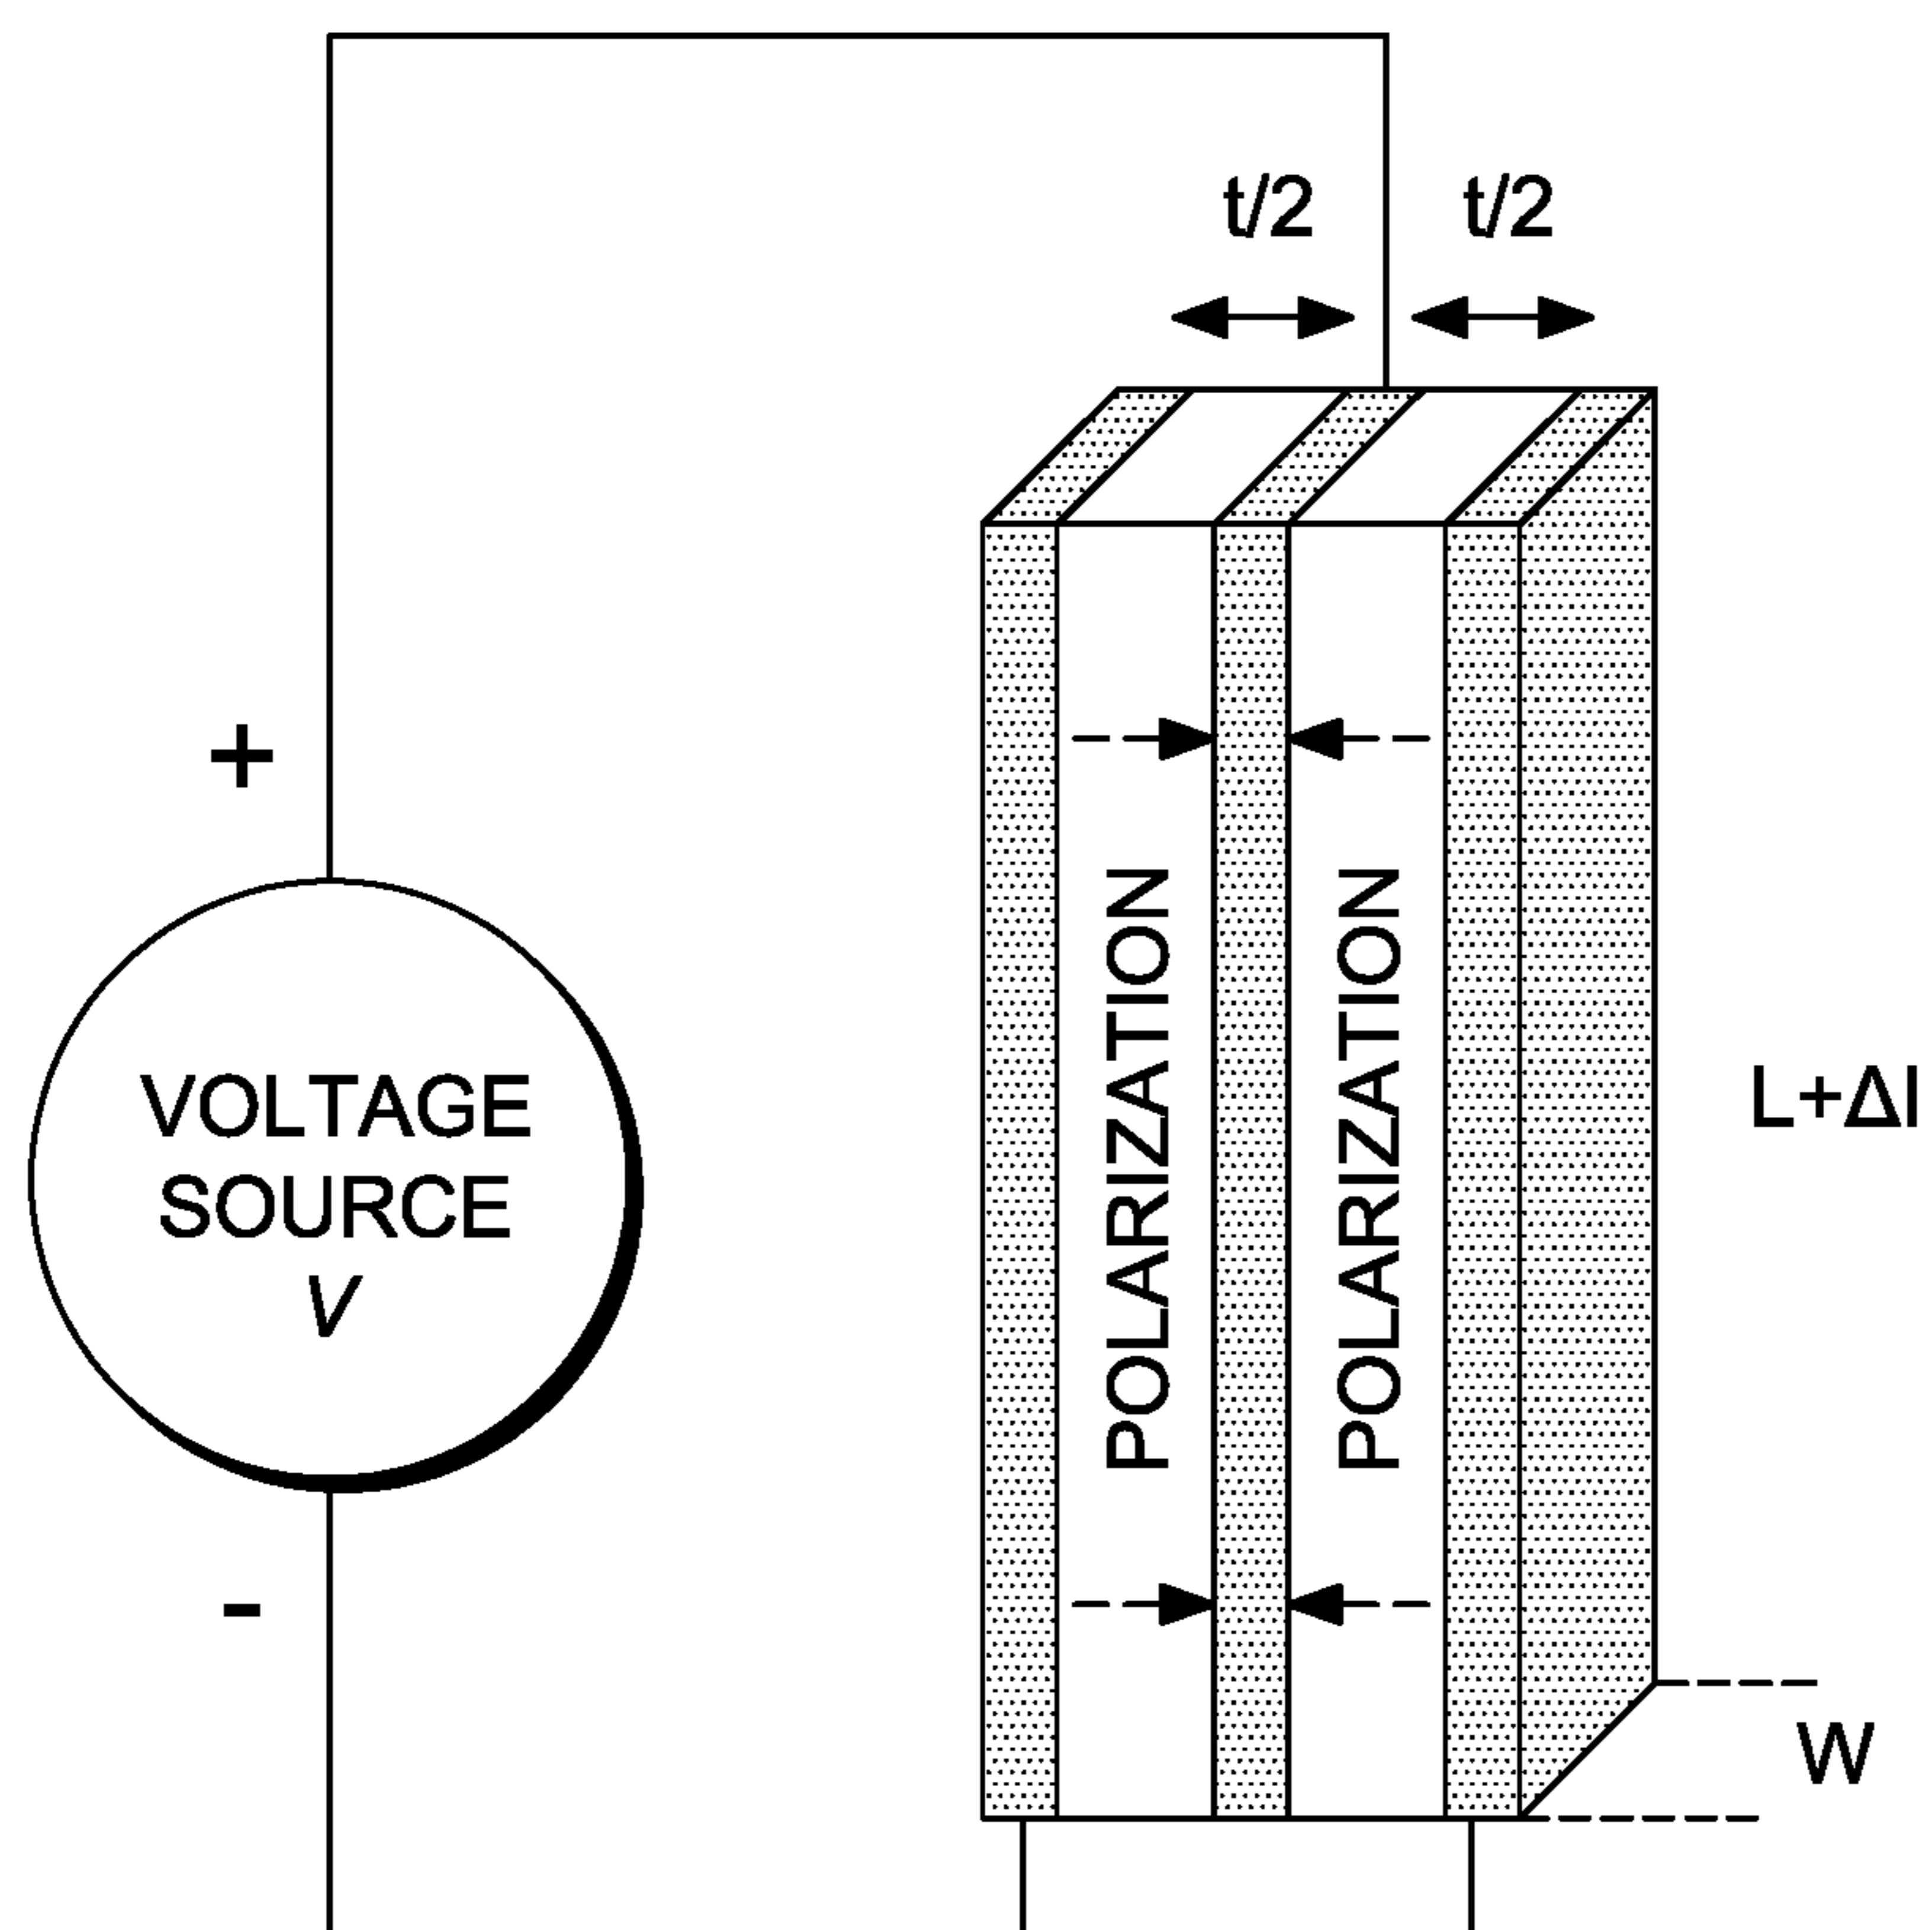 t/2
t/2
+
VOLTAGE
SOURCE
V
-
POLARIZATION
POLARIZATION
L+Δl
W